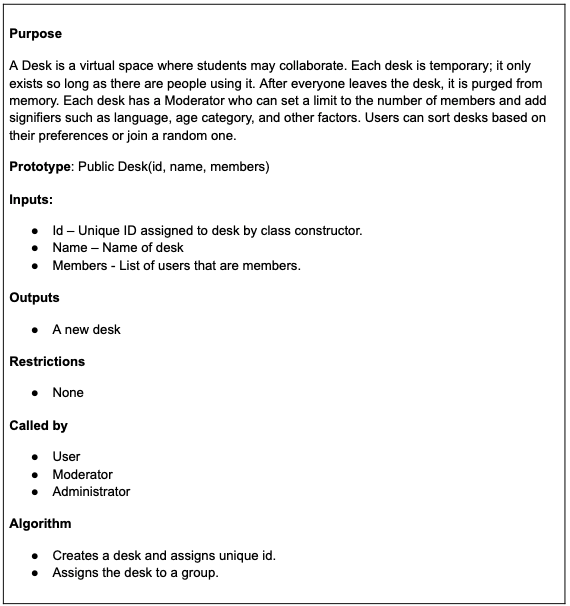 Purpose
A Desk is a virtual space where students may collaborate. Each desk is temporary; it only
exists so long as there are people using it. After everyone leaves the desk, it is purged from
memory. Each desk has a Moderator who can set a limit to the number of members and add
signifiers such as language, age category, and other factors. Users can sort desks based on
their preferences or join a random one.
Prototype: Public Desk(id, name, members)
Inputs:
● Id – Unique ID assigned to desk by class constructor.
● Name – Name of desk
● Members - List of users that are members.
Outputs
● A new desk
Restrictions
● None
Called by
● User
● Moderator
● Administrator
Algorithm
● Creates a desk and assigns unique id.
● Assigns the desk to a group.